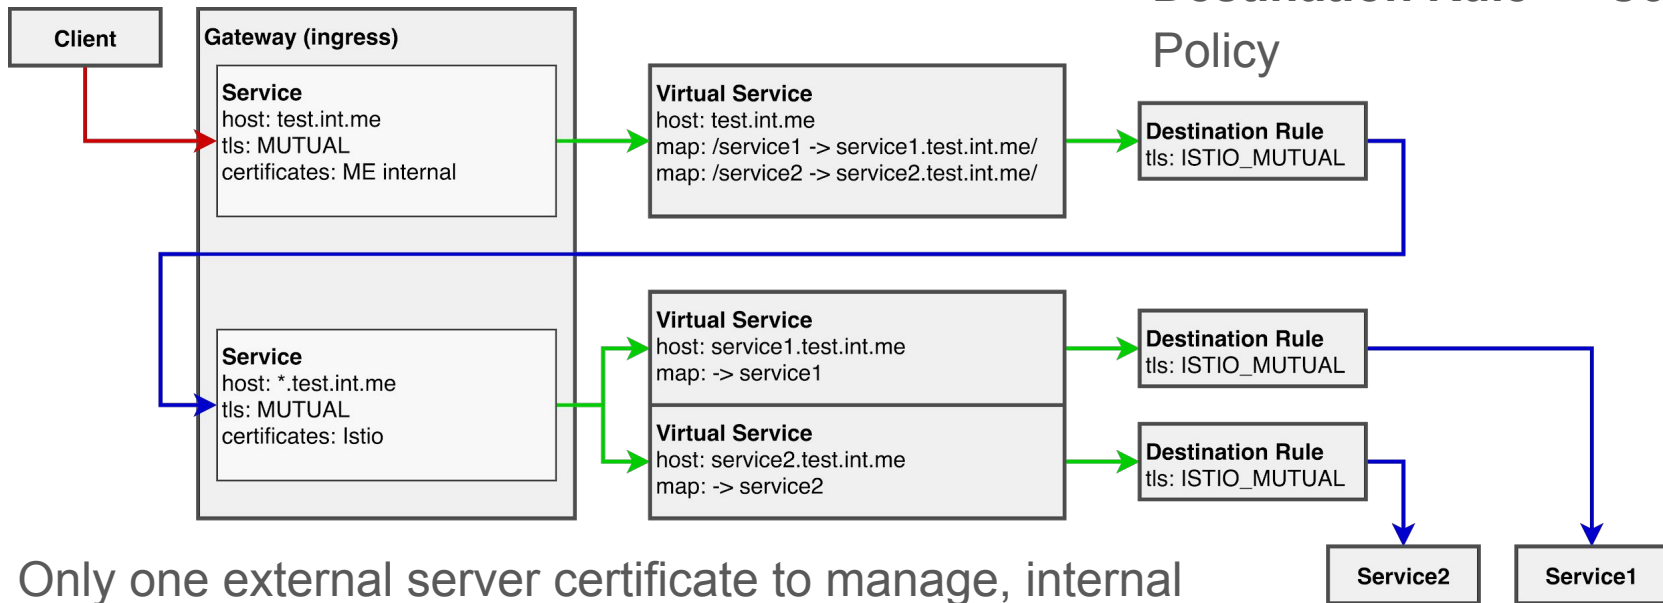 Policy
Client
Gateway (ingress)
Service
host: test.int.me
tls: MUTUAL
certificates: ME internal
Virtual Service
host: test.int.me
map: /service1 -> service1.test.int.me/
map: /service2 -> service2.test.int.me/
Destination Rule
tls: ISTIO_MUTUAL
Service
host: *.test.int.me
tls: MUTUAL
certificates: Istio
Virtual Service
host: service1.test.int.me
map: -> service1
Destination Rule
tls: ISTIO_MUTUAL
Virtual Service
host: service2.test.int.me
map: -> service2
Destination Rule
tls: ISTIO_MUTUAL
Service2
Service1
Only one external server certificate to manage, internal